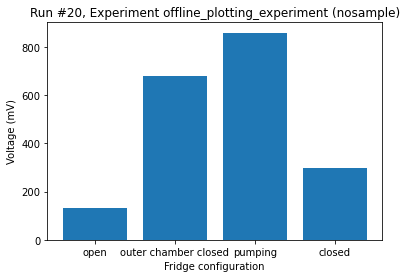 Run #20, Experiment offline_plotting_experiment (nosample)
Voltage (mV)
800
600
400
200
0
open outer chamber closed pumping closed
Fridge configuration